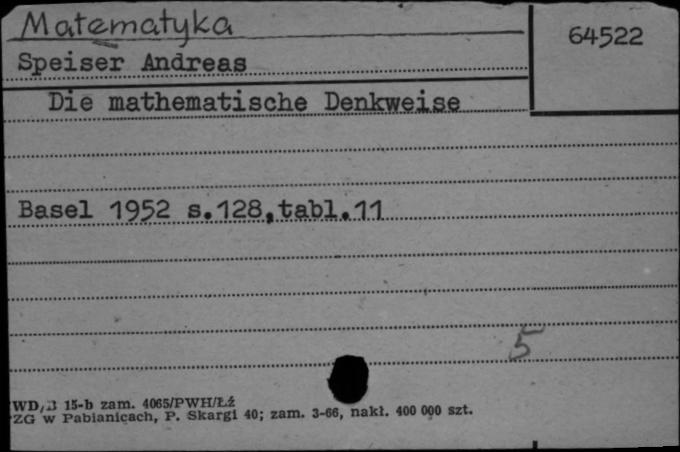 Matematyka
64522
Speiser Andreas
Die mathematische Denkweise
Basel 1952 s.128,tabl.11
5
WD, B 15-b zam. 4065/PWH/Łź
ZG w Pabianicach, P. Skargi 40; zam. 3-66, nakł. 400 000 szt.